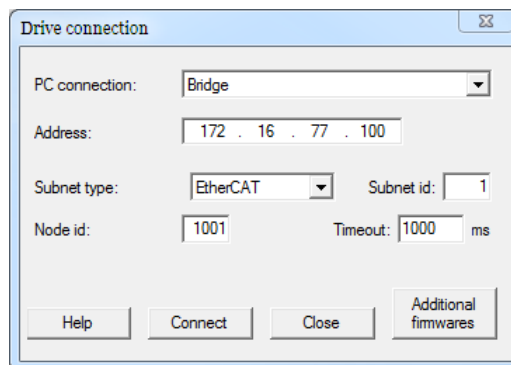 Drive connection
PC connection: Bridge
Address: 172 . 16 . 77 . 100
Subnet type: EtherCAT Subnet id: 1
Node id: 1001 Timeout: 1000 ms
Help Connect Close Additional firmwares